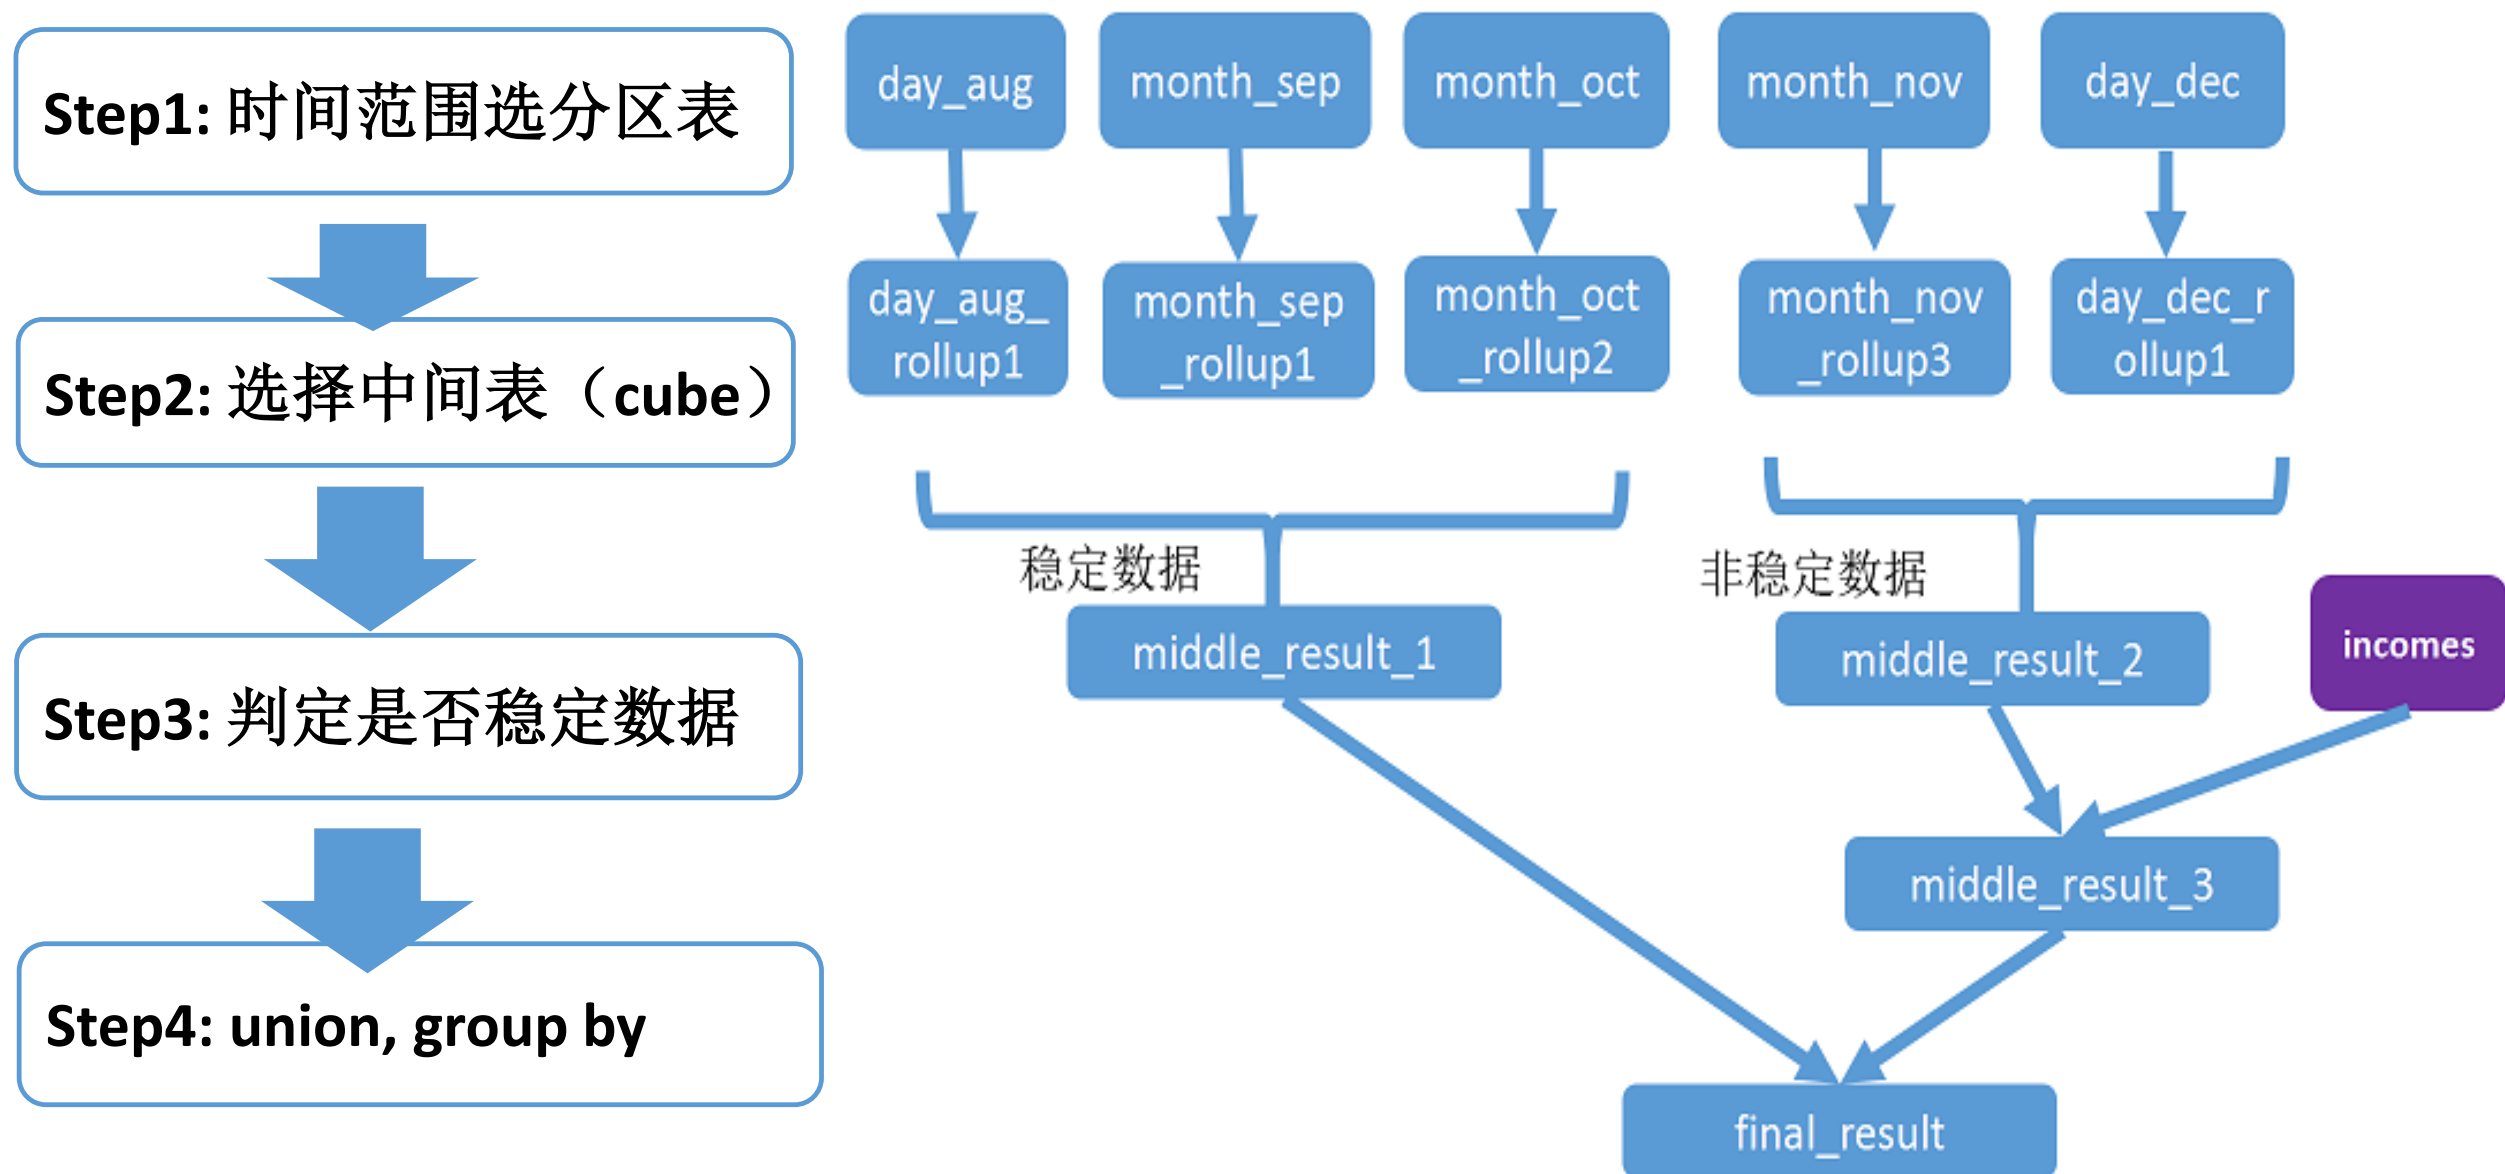 Step1: 时间范围选分区表
Step2: 选择中间表（cube）
Step3: 判定是否稳定数据
Step4: union, group by
day_aug
month_sep
month_oct
month_nov
day_dec
day_aug_
rollup1
month_sep
_rollup1
month_oct
_rollup2
month_nov
_rollup3
day_dec_r
ollup1
稳定数据
非稳定数据
middle_result_1
middle_result_2
incomes
middle_result_3
final_result